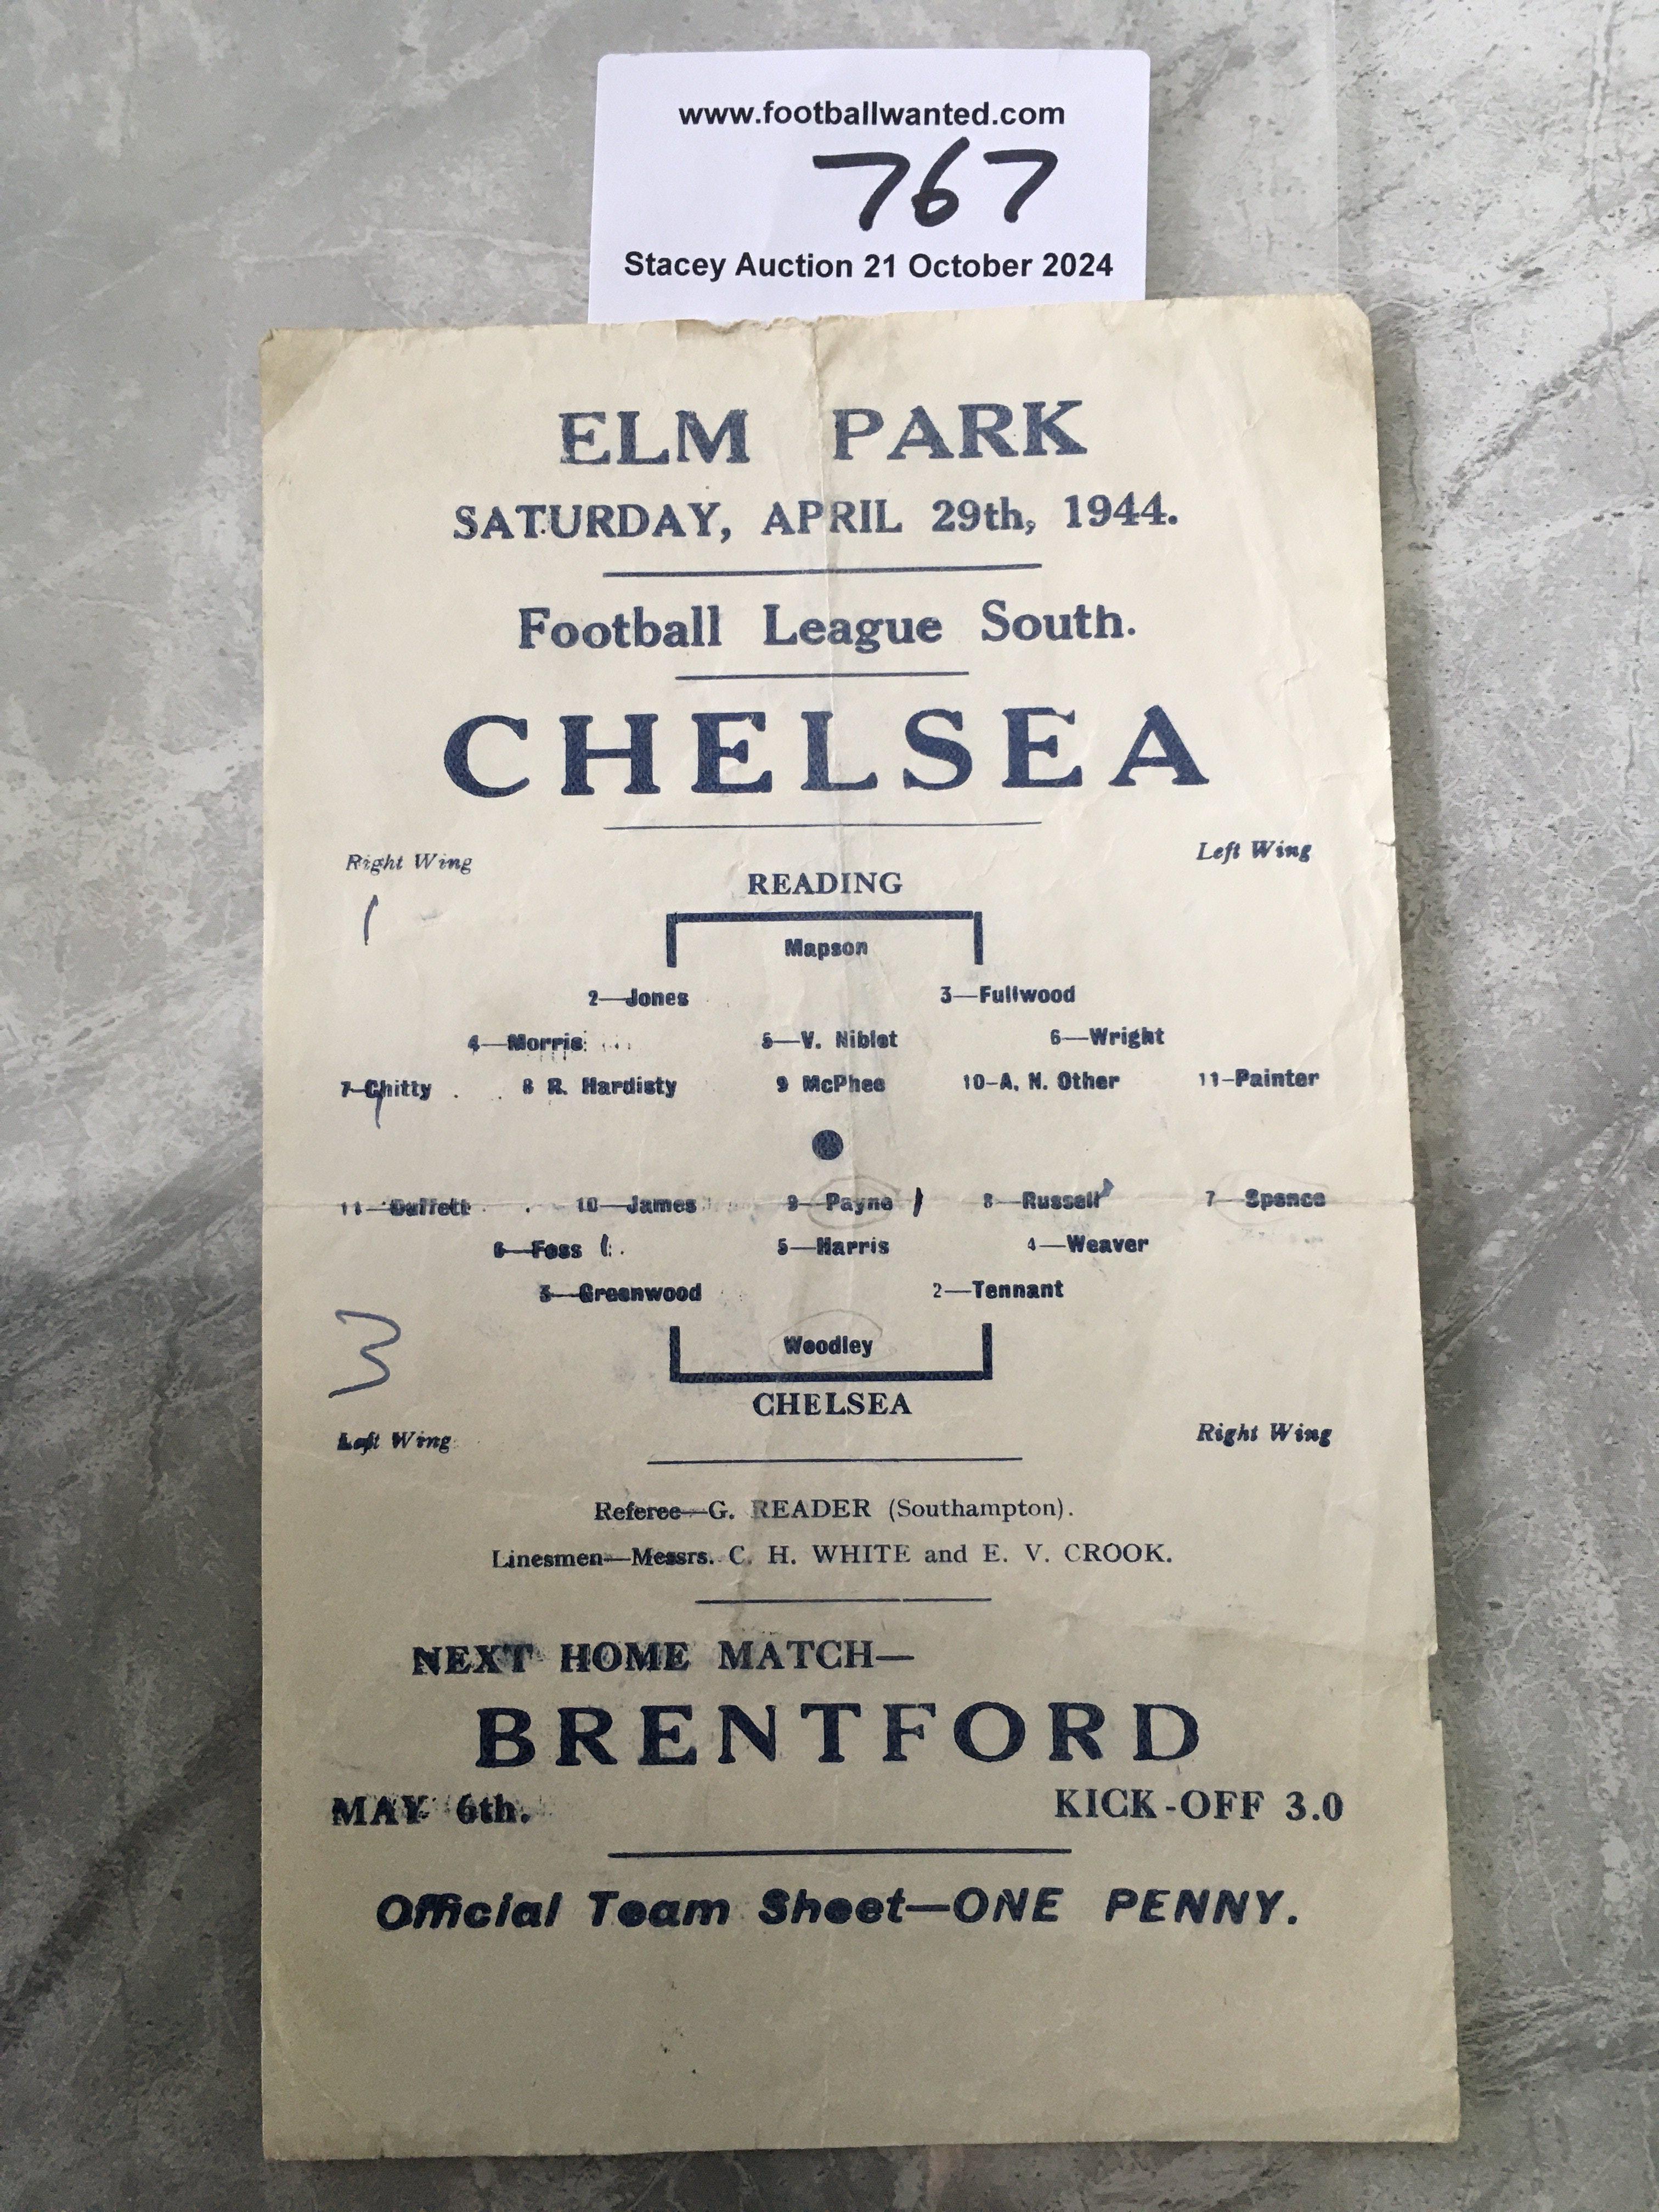 www.footballwanted.com
767
Stacey Auction 21 October 2024
ELM PARK
SATURDAY, APRIL 29th, 1944.
Football League South.
CHELSEA
Right Wing Left Wing
READING
1
Mapson
2—Jones 3—Fullwood
4—Morris 5—V. Niblet 6—Wright
7—Chitty 8 R. Hardisty 9 McPhee 10-A. N. Other 11-Painter
11—Duffett 10—James 9—Payne 8—Russell 7—Spence
6—Foss 5—Harris 4—Weaver
3—Greenwood 2—Tennant
Woodley
3
CHELSEA
Left Wing Right Wing
Referee—G. READER (Southampton).
Linesmen—Messrs. C. H. WHITE and E. V. CROOK.
NEXT HOME MATCH—
BRENTFORD
MAY 6th. KICK-OFF 3.0
Official Team Sheet—ONE PENNY.